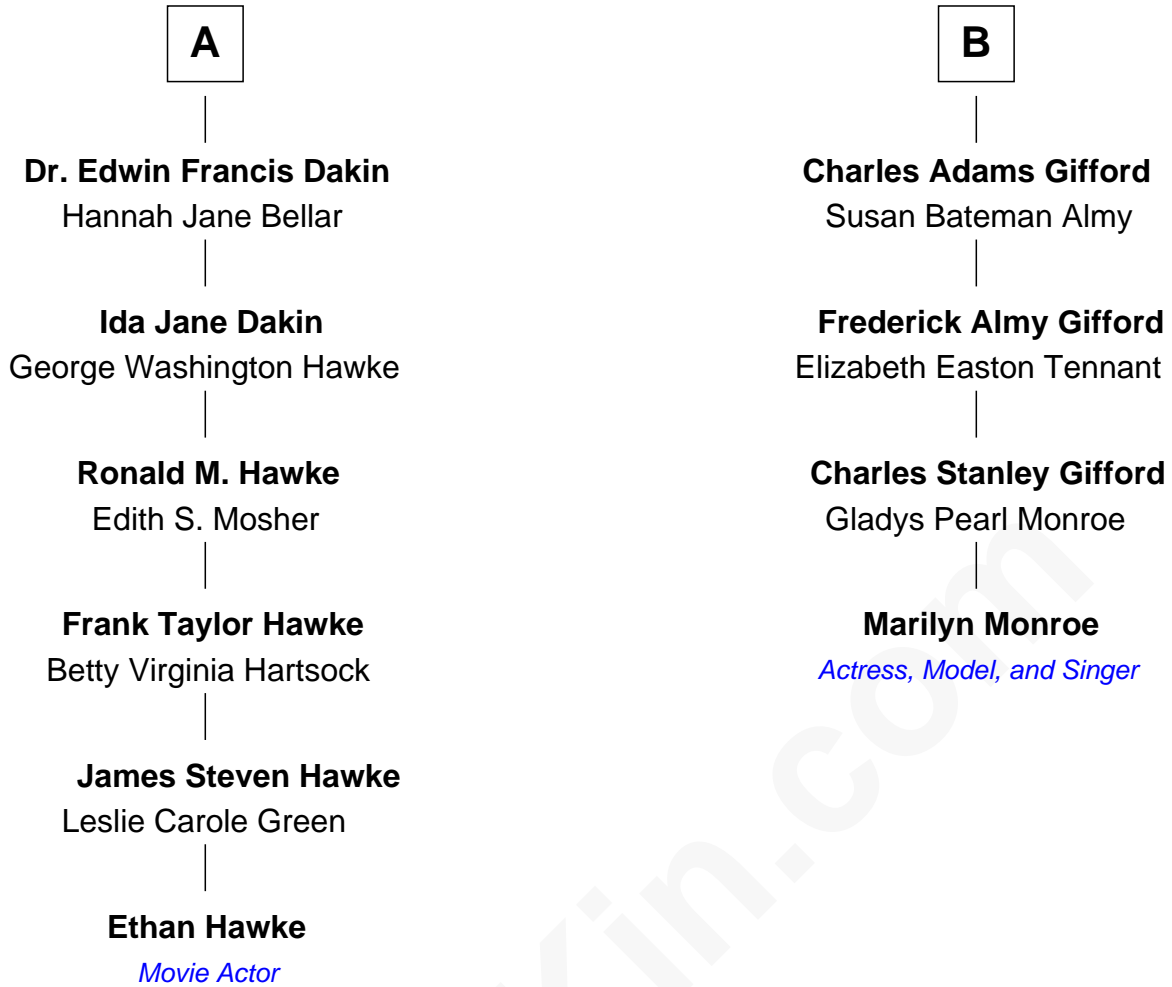 A
Dr. Edwin Francis Dakin
Hannah Jane Bellar
Ida Jane Dakin
George Washington Hawke
Ronald M. Hawke
Edith S. Mosher
Frank Taylor Hawke
Betty Virginia Hartsock
James Steven Hawke
Leslie Carole Green
Ethan Hawke
Movie Actor
B
Charles Adams Gifford
Susan Bateman Almy
Frederick Almy Gifford
Elizabeth Easton Tennant
Charles Stanley Gifford
Gladys Pearl Monroe
Marilyn Monroe
Actress, Model, and Singer
Kin.com